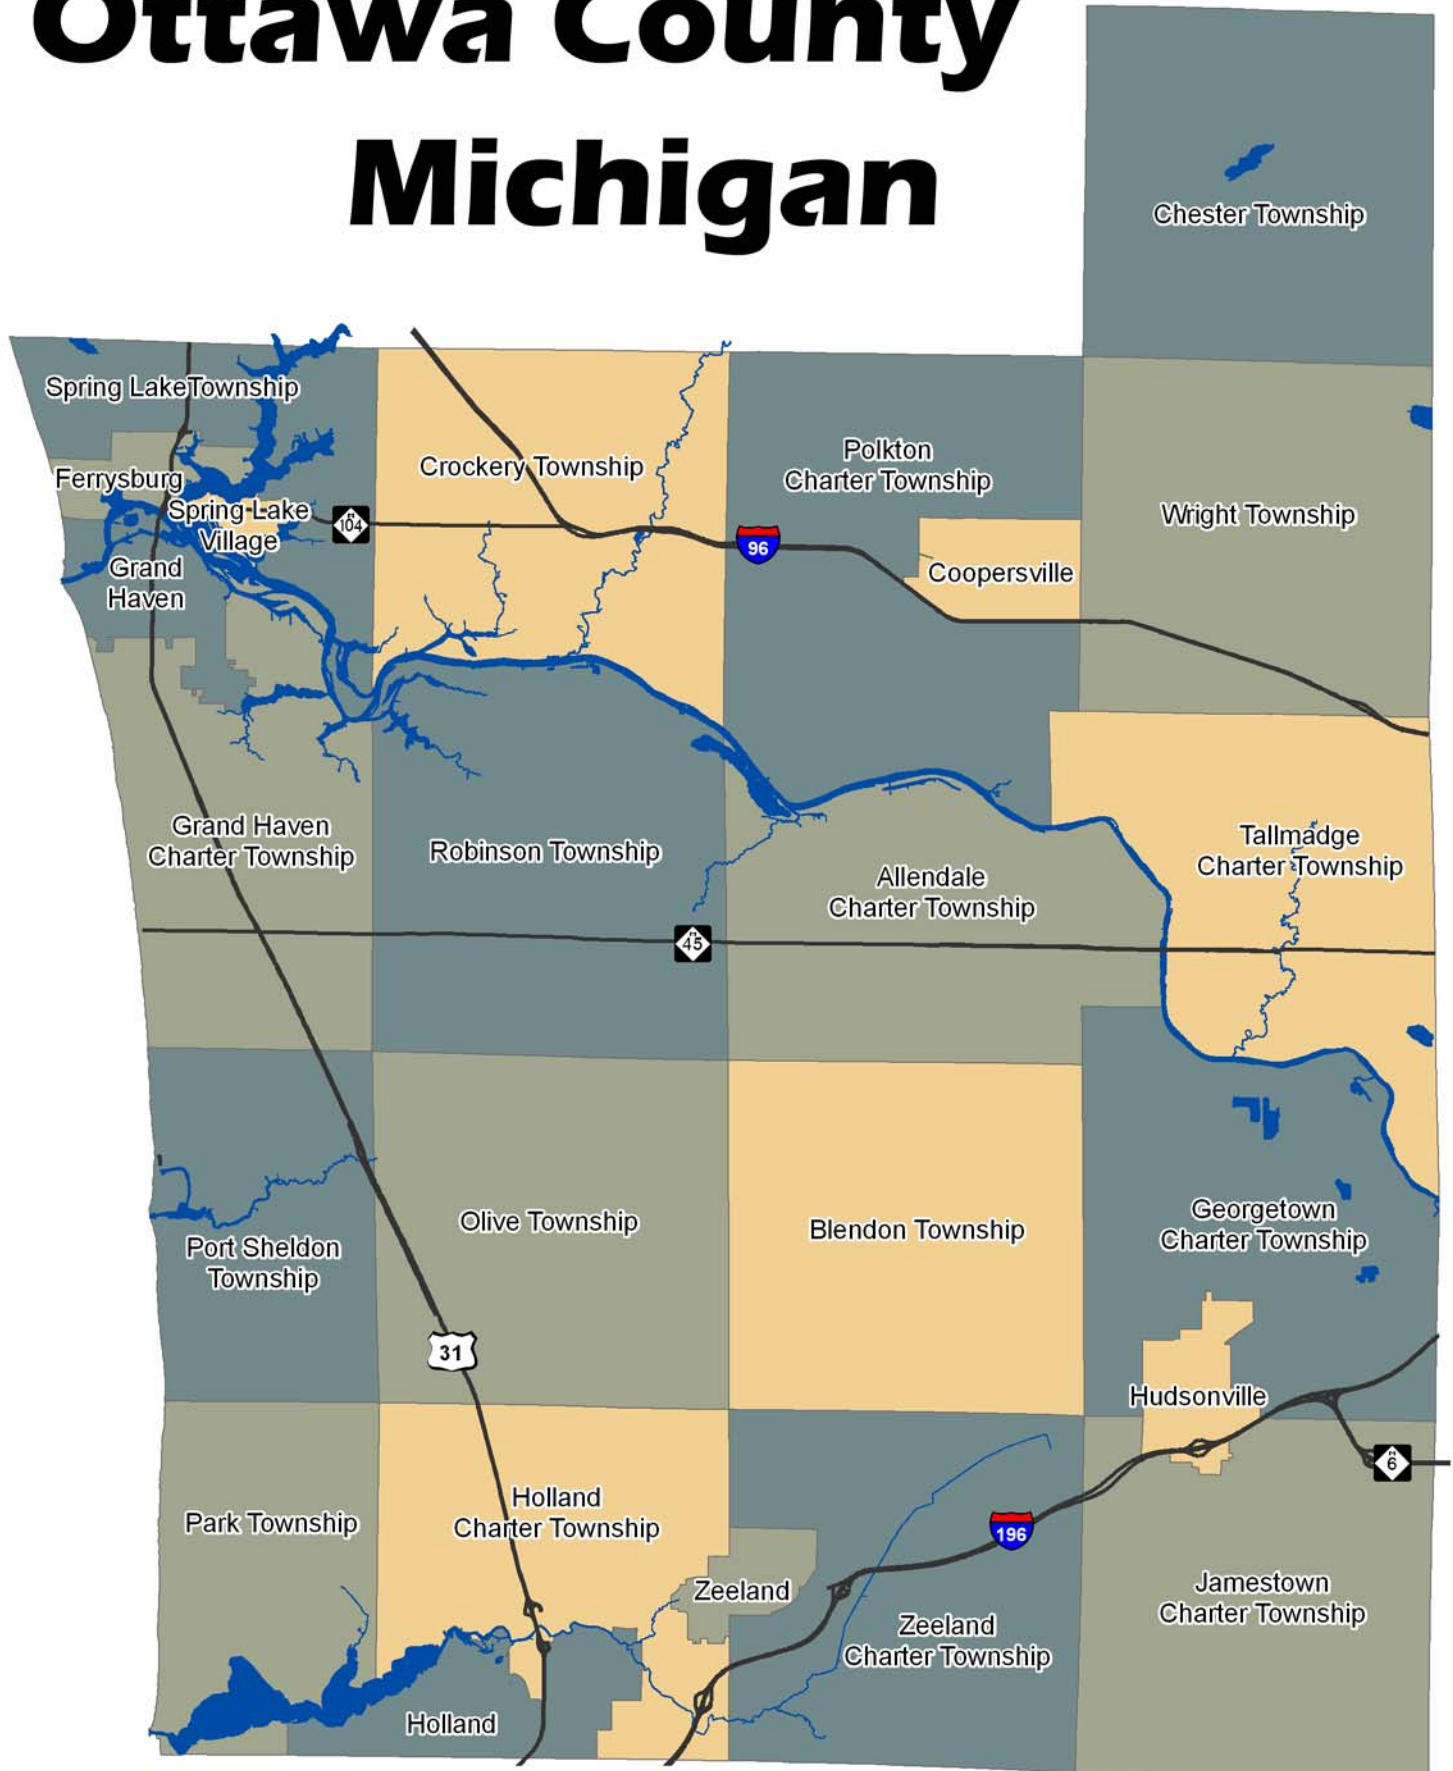 Ottawa County
Michigan
Chester Township
Spring LakeTownship
Crockery Township
Polkton
Charter Township
Ferrysburg
Spring Lake
Village
M
104
96
Wright Township
Coopersville
Grand
Haven
Grand Haven
Charter Township
Robinson Township
Allendale
Charter Township
Tallmadge
Charter Township
M
45
Port Sheldon
Township
Olive Township
Blendon Township
Georgetown
Charter Township
31
Hudsonville
M
6
Park Township
Holland
Charter Township
196
Zeeland
Zeeland
Charter Township
Jamestown
Charter Township
Holland